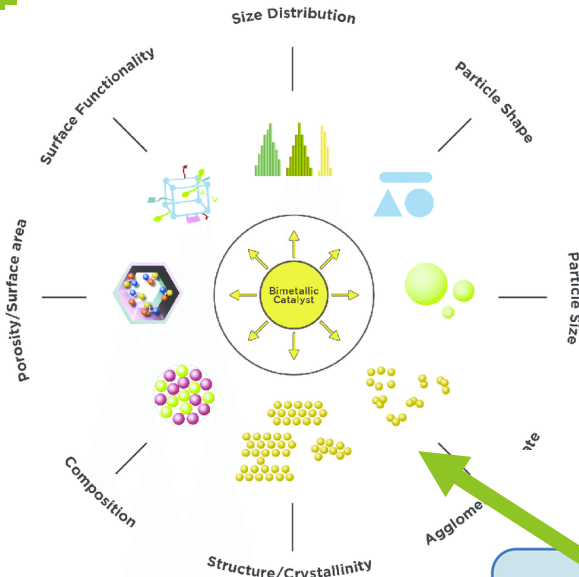 Size Distribution
Surface Functionality
Particle Shape
Porosity/Surface area
Bimetallic
Catalyst
Particle Size
Composition
Structure/Crystallinity